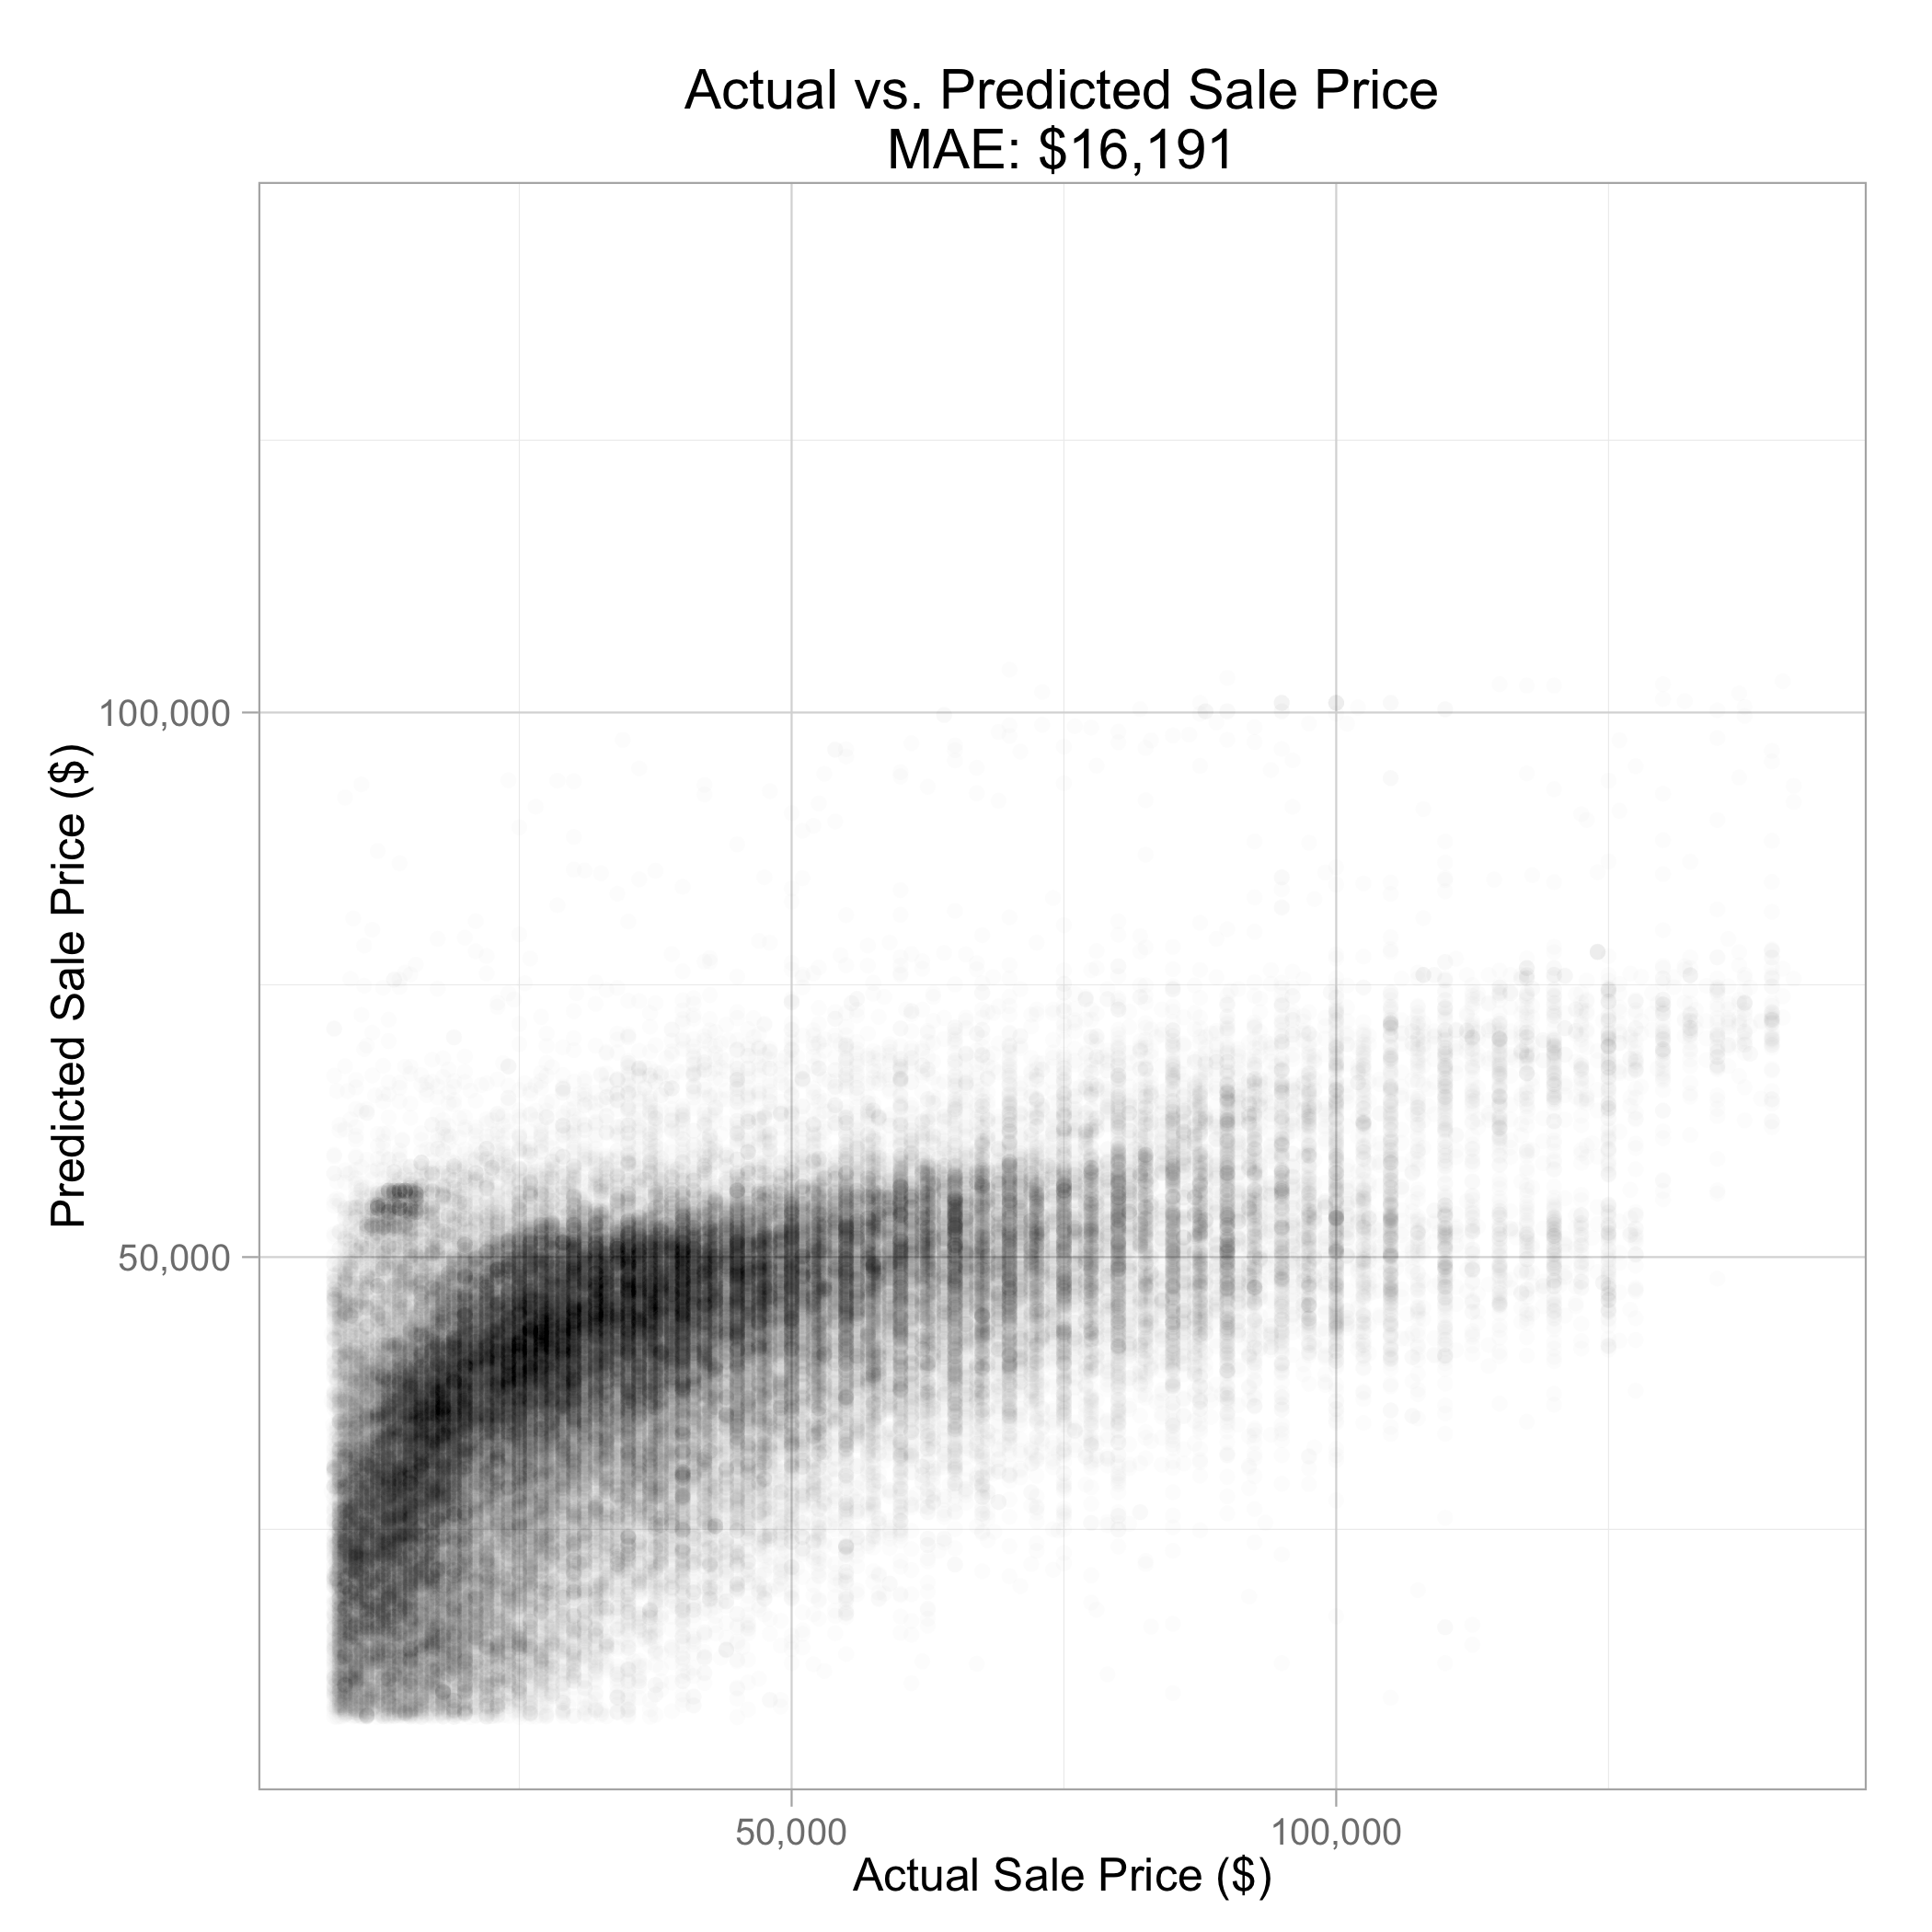 Actual vs. Predicted Sale Price
MAE: $16,191
Predicted Sale Price ($)
100,000
50,000
50,000
100,000
Actual Sale Price ($)